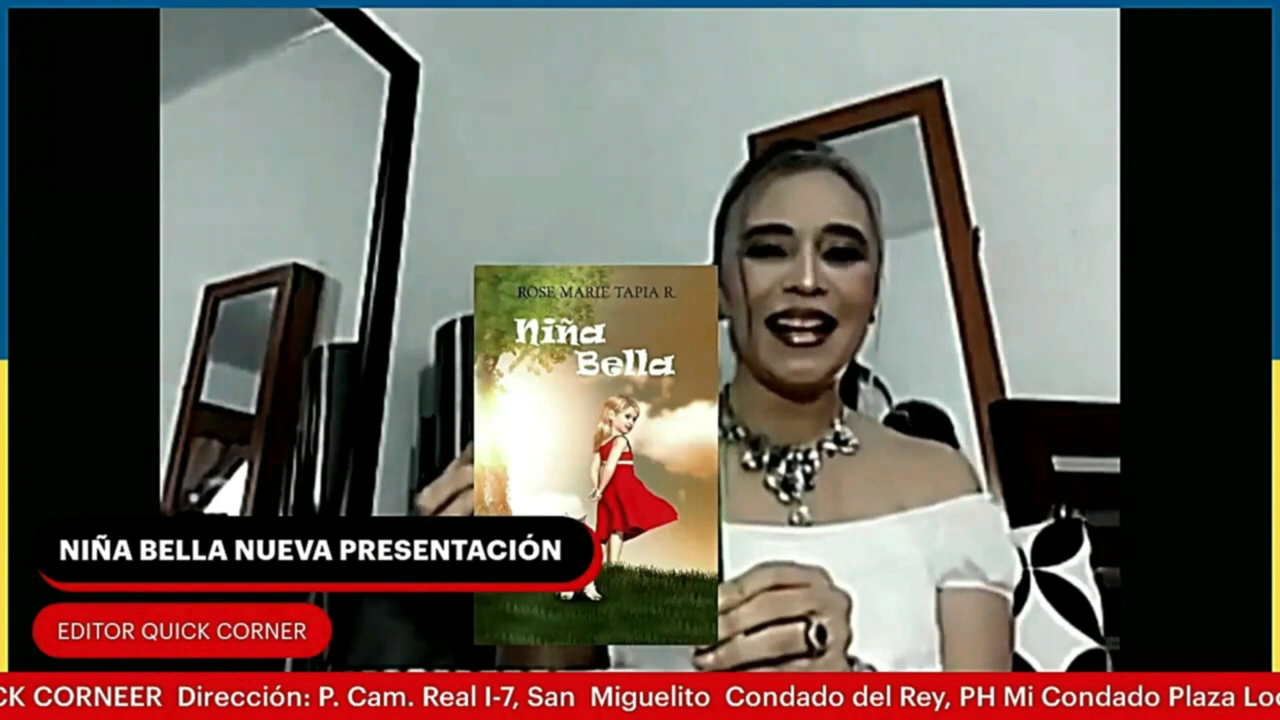 ROSE MARIE TAPIA R.
Niña
Bella
NIÑA BELLA NUEVA PRESENTACIÓN
EDITOR QUICK CORNER
CK CORNEER Dirección: P. Cam. Real I-7, San Miguelito Condado del Rey, PH Mi Condado Plaza Loc